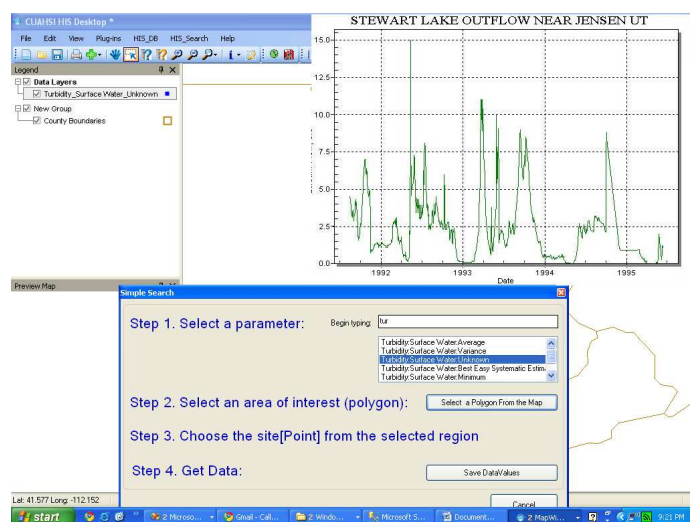 CUAHSI HIS Desktop *
File Edit View Plug-ins HIS_DB HIS_Search Help
Legend
Data Layers
Turbidity_Surface Water_Unknown
New Group
County Boundaries
Preview Map
STEWART LAKE OUTFLOW NEAR JENSEN UT
15.0
12.5
10.0
7.5
5.0
2.5
0.0
1992 1993 1994 1995
Date
Simple Search
Step 1. Select a parameter:
Begin typing: tur
Turbidity:Surface Water:Average
Turbidity:Surface Water:Variance
Turbidity:Surface Water:Unknown
Turbidity:Surface Water:Best Easy Systematic Estim
Turbidity:Surface Water:Minimum
Step 2. Select an area of interest (polygon): Select a Polygon From the Map
Step 3. Choose the site[Point] from the selected region
Step 4. Get Data: Save DataValues
Cancel
Lat: 41.577 Long: -112.152
start 2 Microso... Gmail - Call... 2 Windo... Microsoft S... Document... 2 MapWi... 9:21 PM